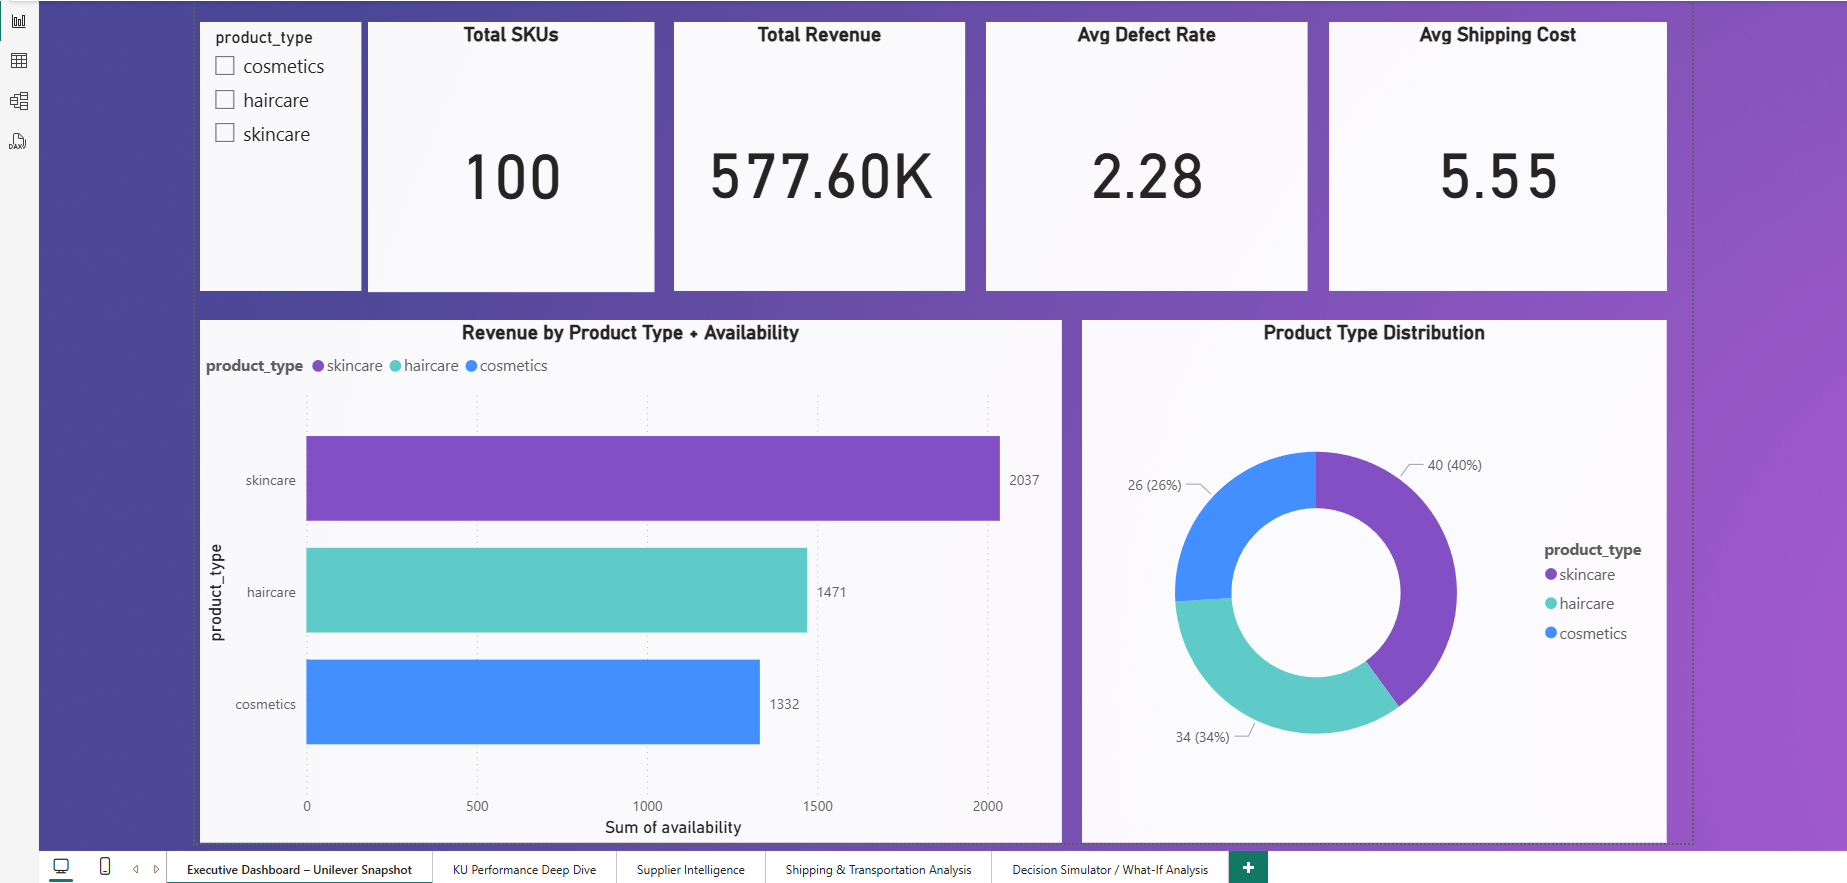 product_type
cosmetics
haircare
skincare
Total SKUs
100
Total Revenue
577.60K
Avg Defect Rate
2.28
Avg Shipping Cost
5.55
Revenue by Product Type + Availability
product_type skincare haircare cosmetics
product_type
skincare
2037
haircare
1471
cosmetics
1332
0 500 1000 1500 2000
Sum of availability
Product Type Distribution
40 (40%)
26 (26%)
34 (34%)
product_type
skincare
haircare
cosmetics
DAX
Executive Dashboard – Unilever Snapshot
KU Performance Deep Dive
Supplier Intelligence
Shipping & Transportation Analysis
Decision Simulator / What-If Analysis
+